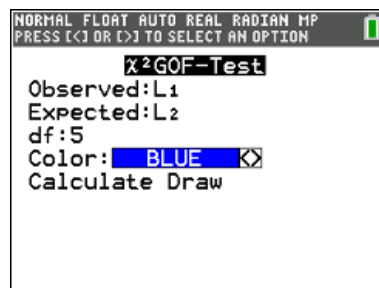 NORMAL FLOAT AUTO REAL RADIAN MP
PRESS [<] OR [>] TO SELECT AN OPTION
χ²GOF-Test
Observed:L₁
Expected:L₂
df:5
Color: BLUE <>
Calculate Draw